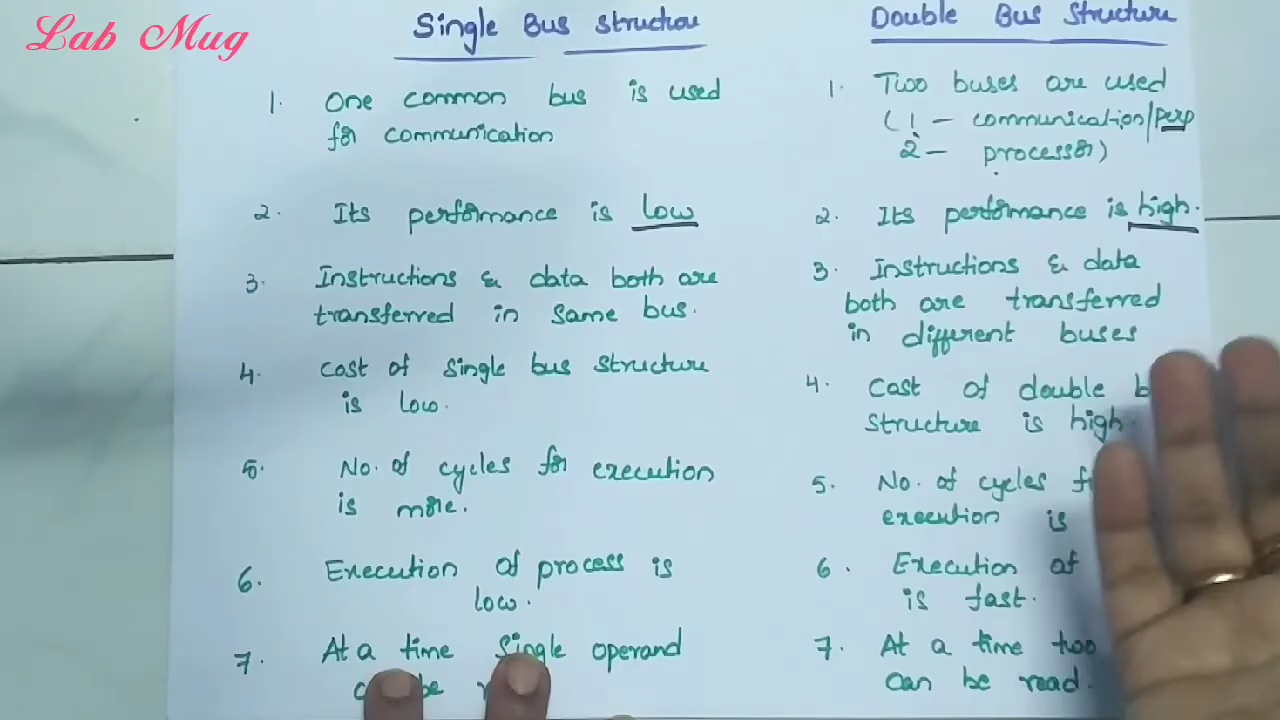 Lab Mug
Single Bus Structure
1. One common bus is used
for communication
2. Its performance is low
3. Instructions & data both are
transferred in same bus.
4. Cost of Single bus structure
is low.
5. No. of cycles for execution
is more.
6. Execution of process is
low.
7. At a time Single operand
be
Double Bus Structure
1. Two buses are used
(1 - communication/perp
2 - processor)
2. Its performance is high.
3. Instructions & data
both are transferred
in different buses
4. Cost of double
structure is high.
5. No. of cycles
execution is
6. Execution of
is fast.
7. At a time two
can be read.